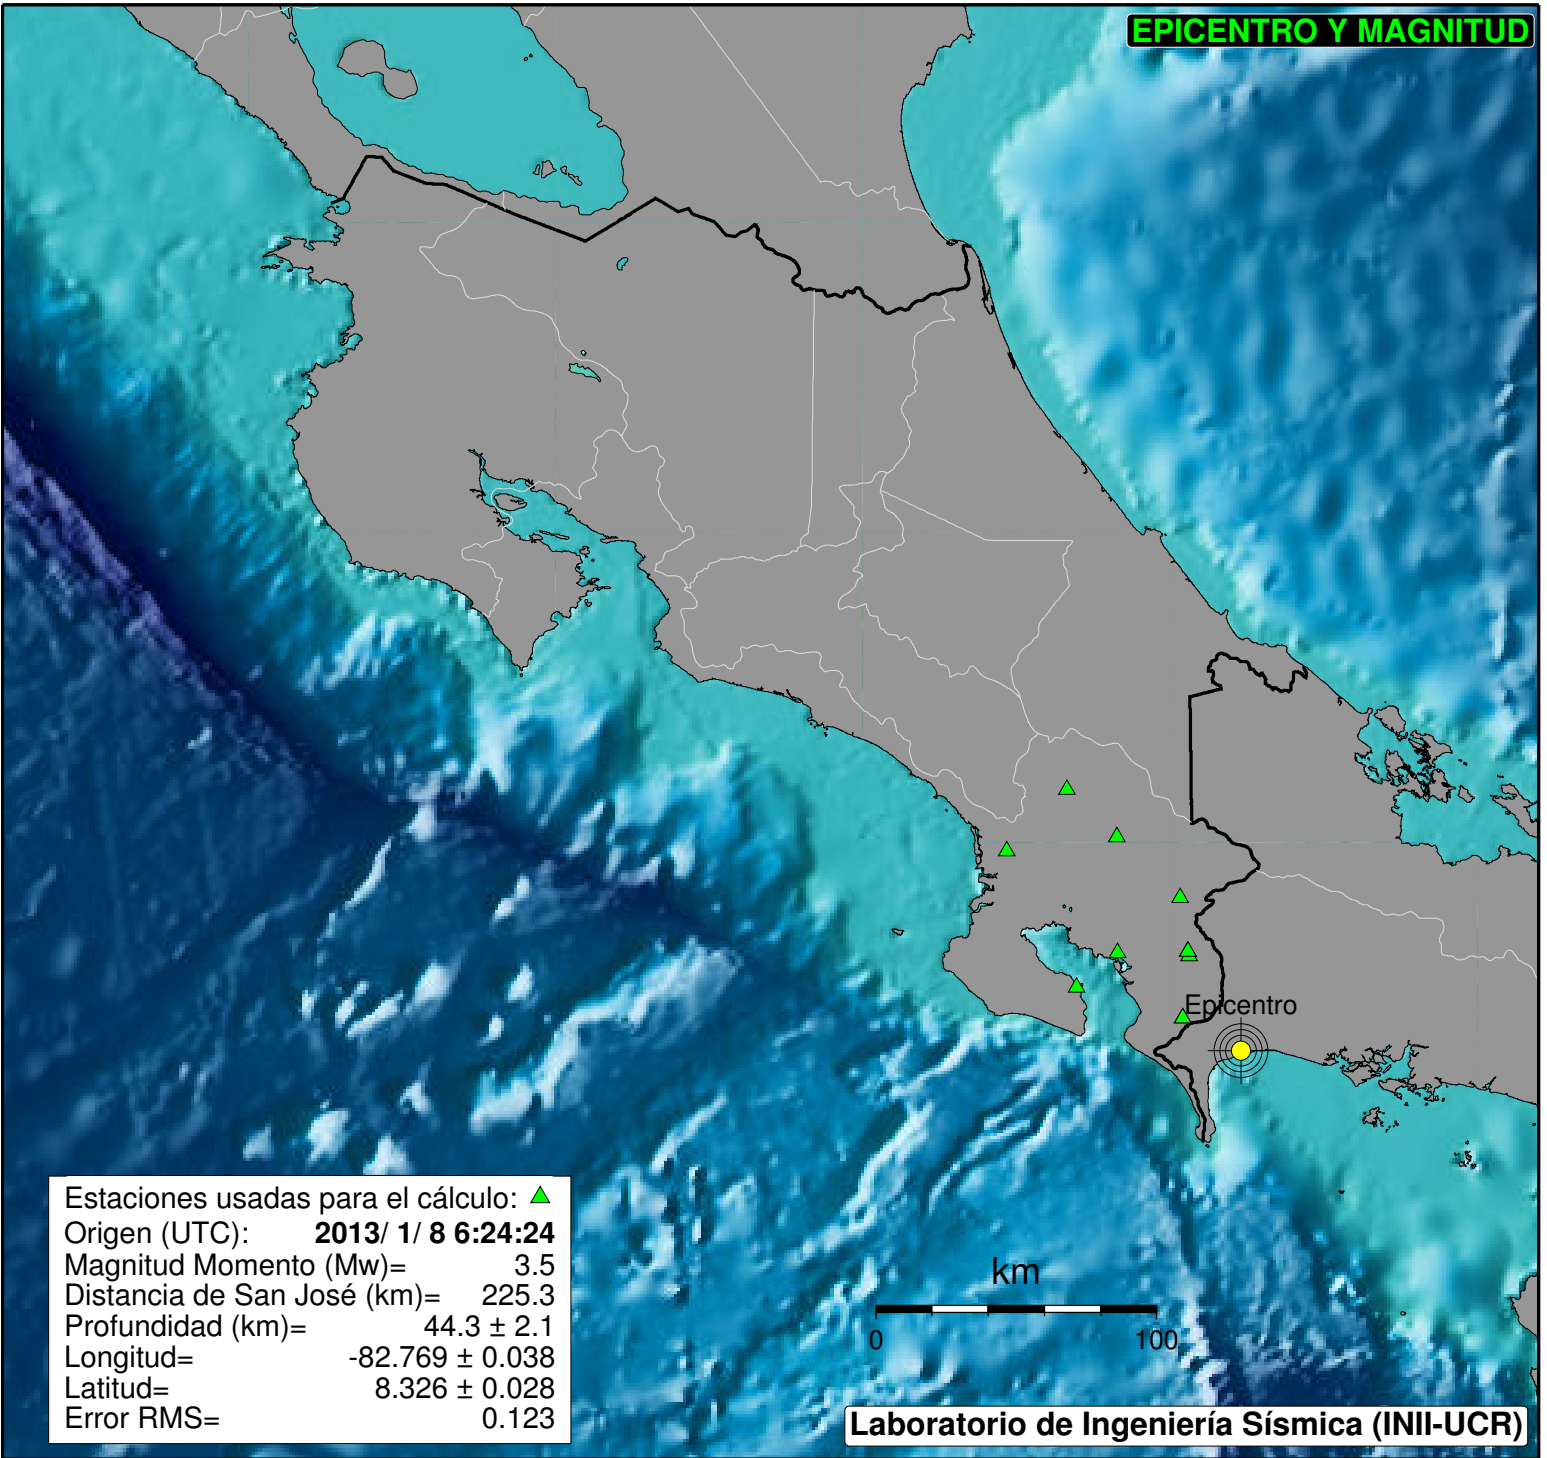 EPICENTRO Y MAGNITUD
Epicentro
Estaciones usadas para el cálculo:
Origen (UTC): 2013/ 1/ 8 6:24:24
Magnitud Momento (Mw)= 3.5
Distancia de San José (km)= 225.3
Profundidad (km)= 44.3 ± 2.1
Longitud= -82.769 ± 0.038
Latitud= 8.326 ± 0.028
Error RMS= 0.123
km
0 100
Laboratorio de Ingeniería Sísmica (INII-UCR)